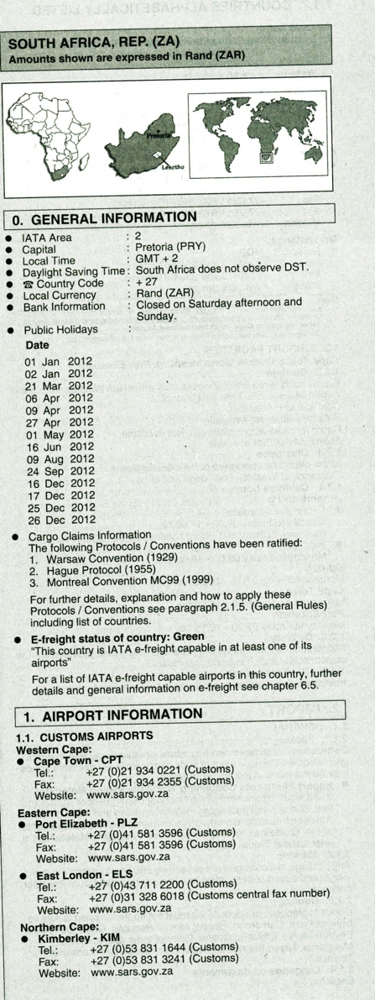 SOUTH AFRICA, REP. (ZA)
Amounts shown are expressed in Rand (ZAR)
Pretoria
Lesotho
0. GENERAL INFORMATION
● IATA Area : 2
● Capital : Pretoria (PRY)
● Local Time : GMT + 2
● Daylight Saving Time : South Africa does not observe DST.
● ☎ Country Code : + 27
● Local Currency : Rand (ZAR)
● Bank Information : Closed on Saturday afternoon and
Sunday.
● Public Holidays :
Date
01 Jan 2012
02 Jan 2012
21 Mar 2012
06 Apr 2012
09 Apr 2012
27 Apr 2012
01 May 2012
16 Jun 2012
09 Aug 2012
24 Sep 2012
16 Dec 2012
17 Dec 2012
25 Dec 2012
26 Dec 2012
● Cargo Claims Information
The following Protocols / Conventions have been ratified:
1. Warsaw Convention (1929)
2. Hague Protocol (1955)
3. Montreal Convention MC99 (1999)
For further details, explanation and how to apply these
Protocols / Conventions see paragraph 2.1.5. (General Rules)
including list of countries.
● E-freight status of country: Green
"This country is IATA e-freight capable in at least one of its
airports"
For a list of IATA e-freight capable airports in this country, further
details and general information on e-freight see chapter 6.5.
1. AIRPORT INFORMATION
1.1. CUSTOMS AIRPORTS
Western Cape:
● Cape Town - CPT
Tel.: +27 (0)21 934 0221 (Customs)
Fax: +27 (0)21 934 2355 (Customs)
Website: www.sars.gov.za
Eastern Cape:
● Port Elizabeth - PLZ
Tel.: +27 (0)41 581 3596 (Customs)
Fax: +27 (0)41 581 3596 (Customs)
Website: www.sars.gov.za
● East London - ELS
Tel.: +27 (0)43 711 2200 (Customs)
Fax: +27 (0)31 328 6018 (Customs central fax number)
Website: www.sars.gov.za
Northern Cape:
● Kimberley - KIM
Tel.: +27 (0)53 831 1644 (Customs)
Fax: +27 (0)53 831 3241 (Customs)
Website: www.sars.gov.za